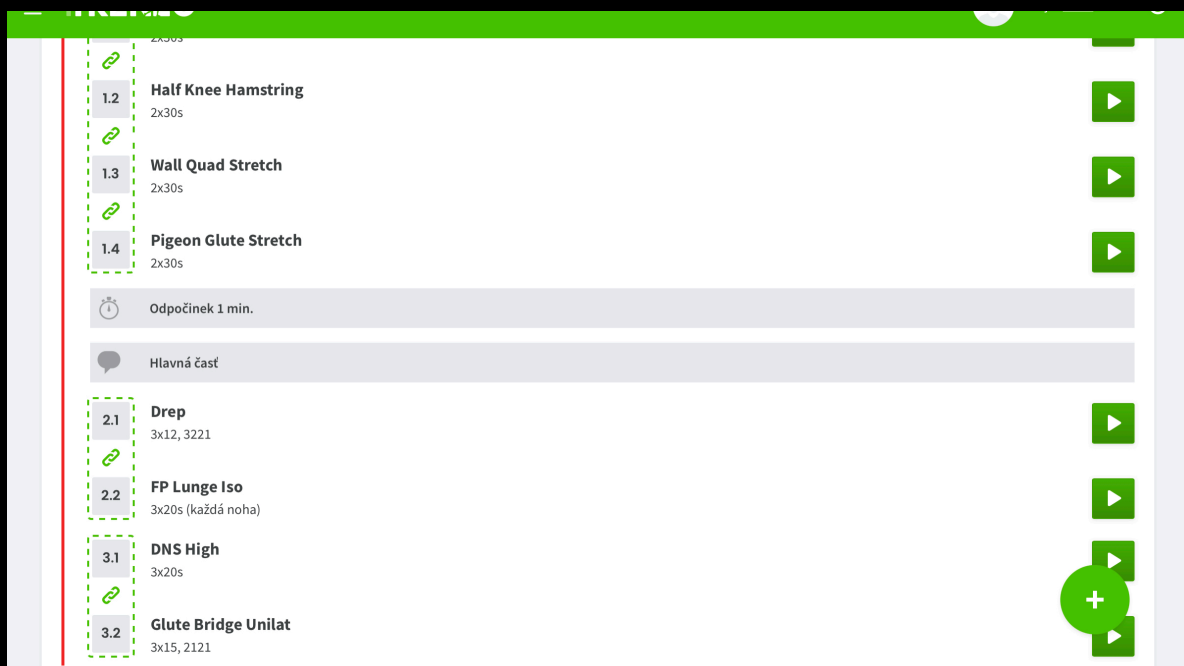 2x30s
1.2
Half Knee Hamstring
2x30s
1.3
Wall Quad Stretch
2x30s
1.4
Pigeon Glute Stretch
2x30s
Odpočinek 1 min.
Hlavná časť
2.1
Drep
3x12, 3221
2.2
FP Lunge Iso
3x20s (každá noha)
3.1
DNS High
3x20s
3.2
Glute Bridge Unilat
3x15, 2121